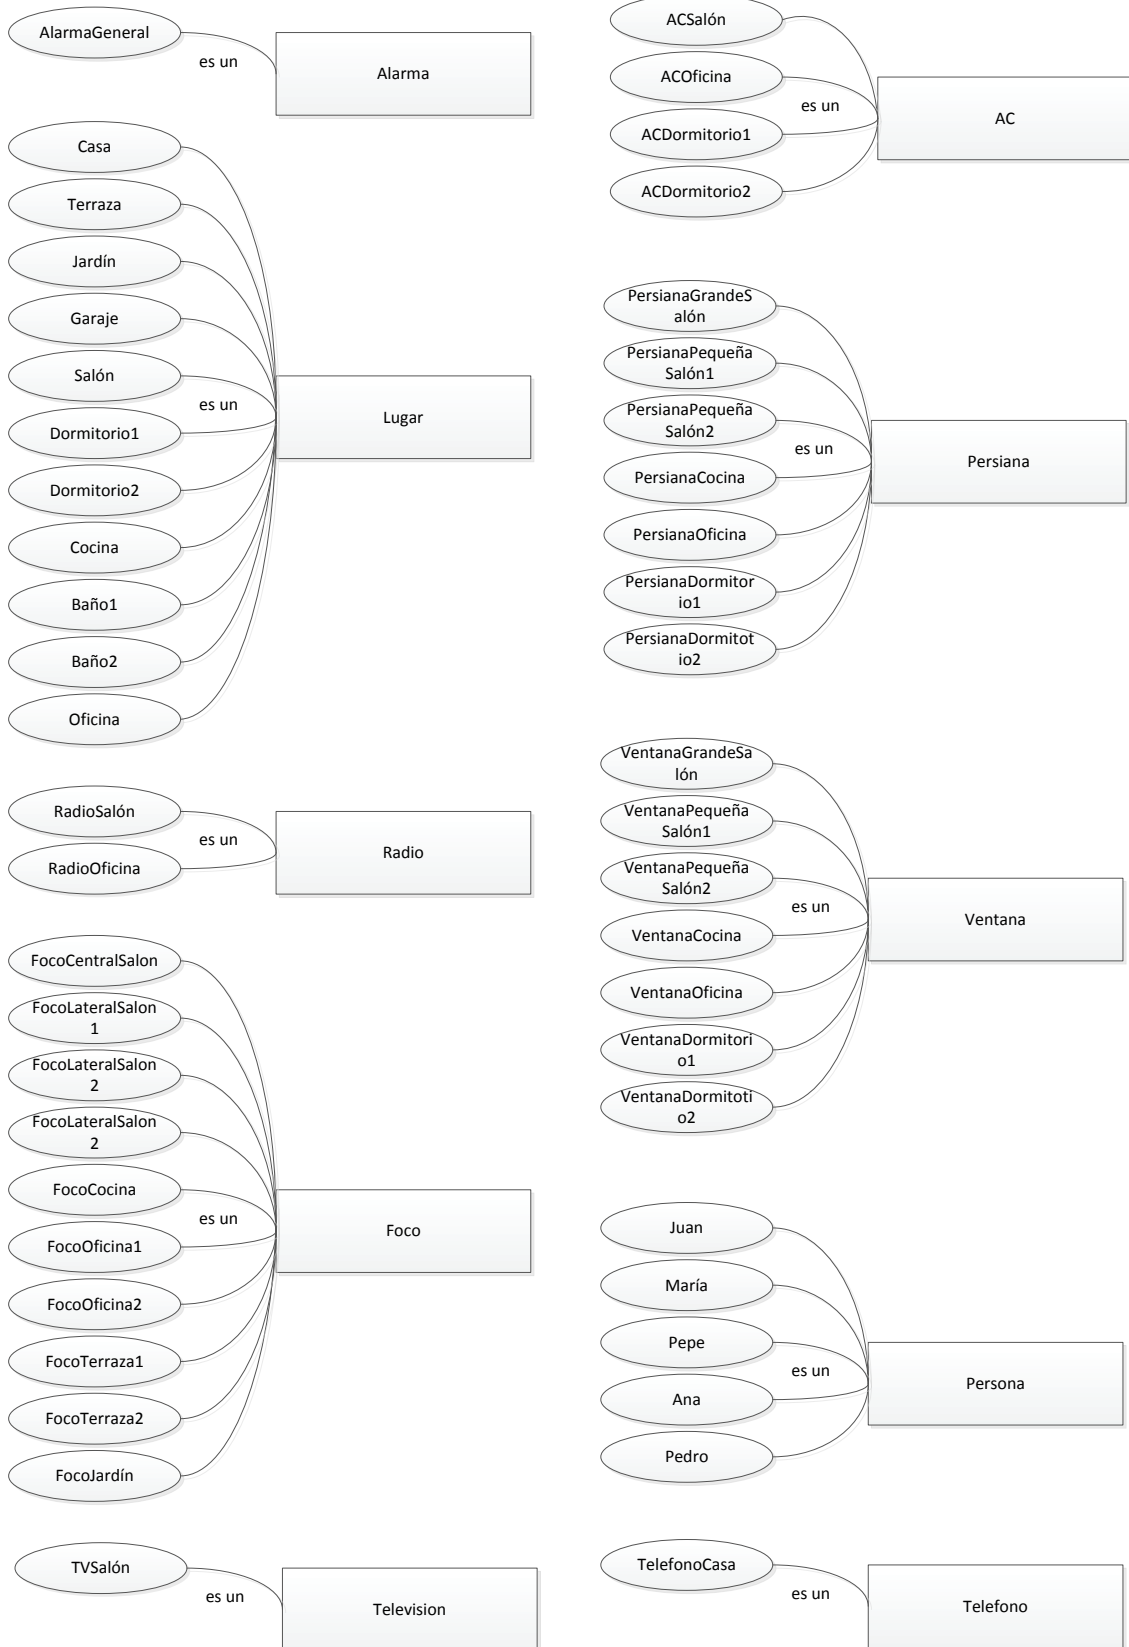 AlarmaGeneral
es un
Alarma
Casa
Terraza
Jardín
Garaje
Salón
es un
Dormitorio1
Dormitorio2
Cocina
Baño1
Baño2
Oficina
Lugar
RadioSalón
es un
RadioOficina
Radio
FocoCentralSalon
FocoLateralSalon
1
FocoLateralSalon
2
FocoLateralSalon
2
FocoCocina
es un
FocoOficina1
FocoOficina2
FocoTerraza1
FocoTerraza2
FocoJardín
Foco
TVSalón
es un
Television
ACSalón
ACOficina
es un
ACDormitorio1
ACDormitorio2
AC
PersianaGrandeS
alón
PersianaPequeña
Salón1
PersianaPequeña
Salón2
es un
PersianaCocina
PersianaOficina
PersianaDormitor
io1
PersianaDormitot
io2
Persiana
VentanaGrandeSa
lón
VentanaPequeña
Salón1
VentanaPequeña
Salón2
es un
VentanaCocina
VentanaOficina
VentanaDormitori
o1
VentanaDormitoti
o2
Ventana
Juan
María
Pepe
es un
Ana
Pedro
Persona
TelefonoCasa
es un
Telefono